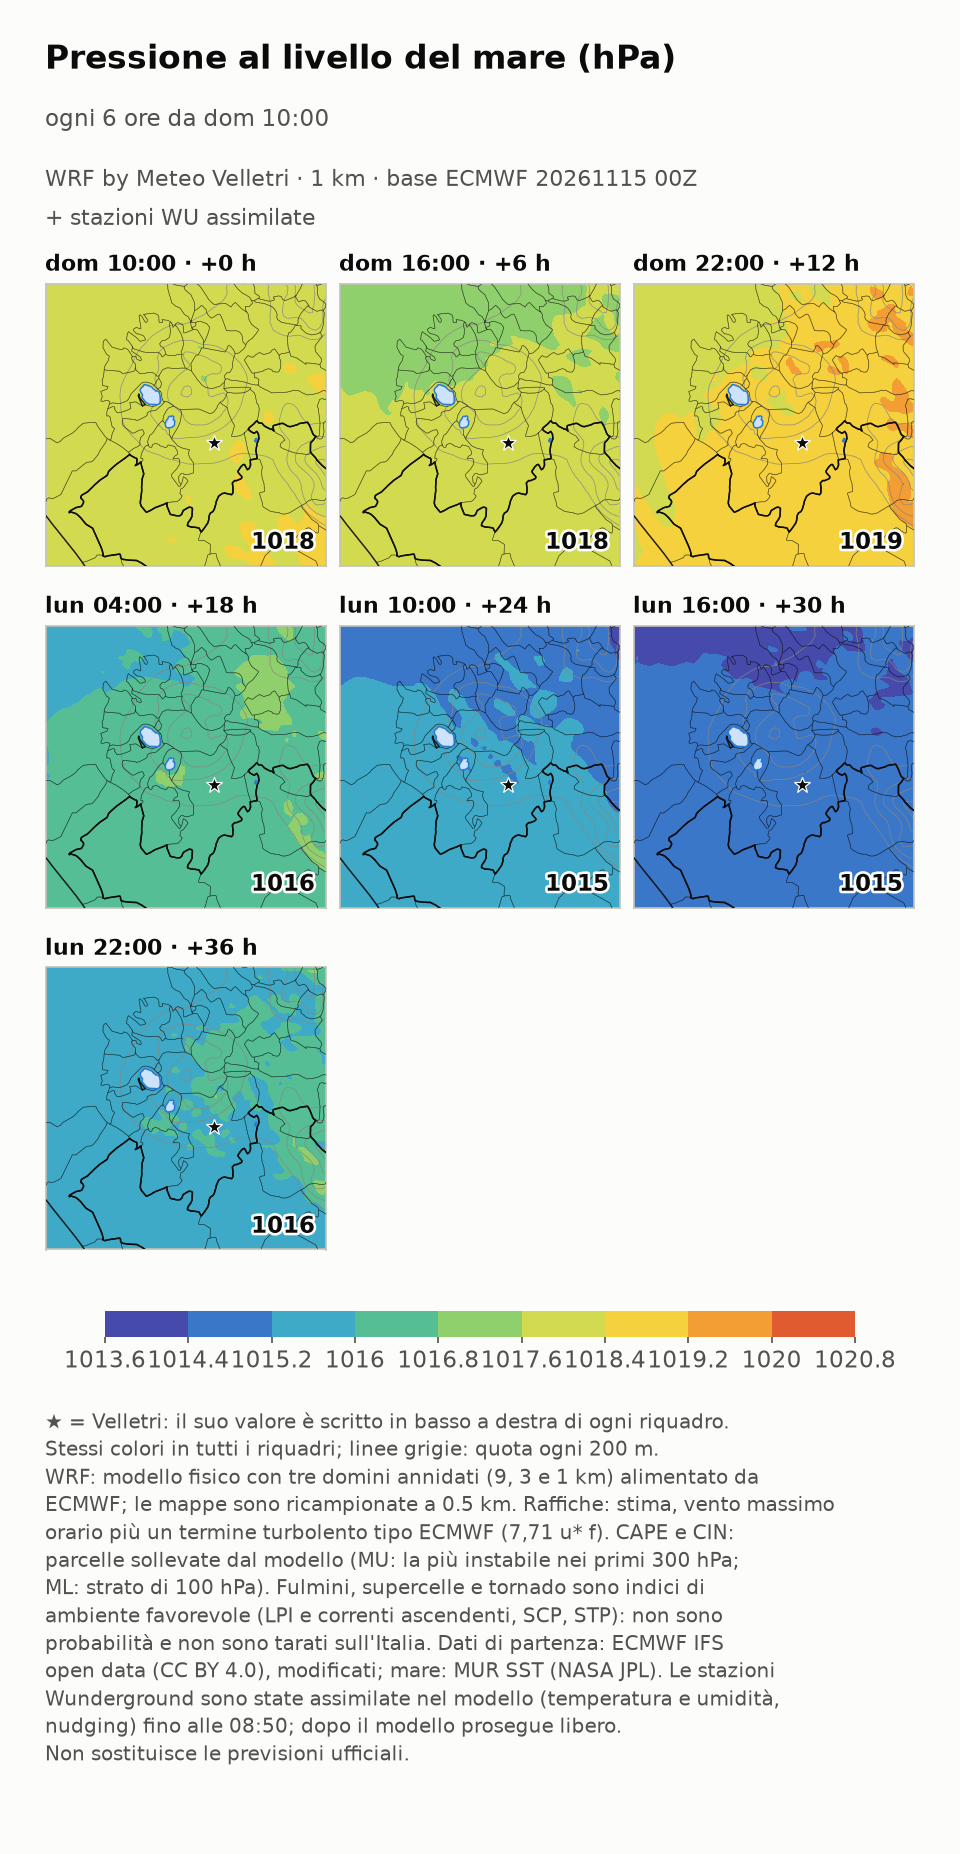 Pressione al livello del mare (hPa)
ogni 6 ore da dom 10:00
WRF by Meteo Velletri · 1 km · base ECMWF 20261115 00Z
+ stazioni WU assimilate
dom 10:00 · +0 h
dom 16:00 · +6 h
dom 22:00 · +12 h
1018
1018
1019
lun 04:00 · +18 h
lun 10:00 · +24 h
lun 16:00 · +30 h
1016
1015
1015
lun 22:00 · +36 h
1016
1013.6 1014.4 1015.2 1016 1016.8 1017.6 1018.4 1019.2 1020 1020.8
★ = Velletri: il suo valore è scritto in basso a destra di ogni riquadro.
Stessi colori in tutti i riquadri; linee grigie: quota ogni 200 m.
WRF: modello fisico con tre domini annidati (9, 3 e 1 km) alimentato da
ECMWF; le mappe sono ricampionate a 0.5 km. Raffiche: stima, vento massimo
orario più un termine turbolento tipo ECMWF (7,71 u* f). CAPE e CIN:
parcelle sollevate dal modello (MU: la più instabile nei primi 300 hPa;
ML: strato di 100 hPa). Fulmini, supercelle e tornado sono indici di
ambiente favorevole (LPI e correnti ascendenti, SCP, STP): non sono
probabilità e non sono tarati sull'Italia. Dati di partenza: ECMWF IFS
open data (CC BY 4.0), modificati; mare: MUR SST (NASA JPL). Le stazioni
Wunderground sono state assimilate nel modello (temperatura e umidità,
nudging) fino alle 08:50; dopo il modello prosegue libero.
Non sostituisce le previsioni ufficiali.